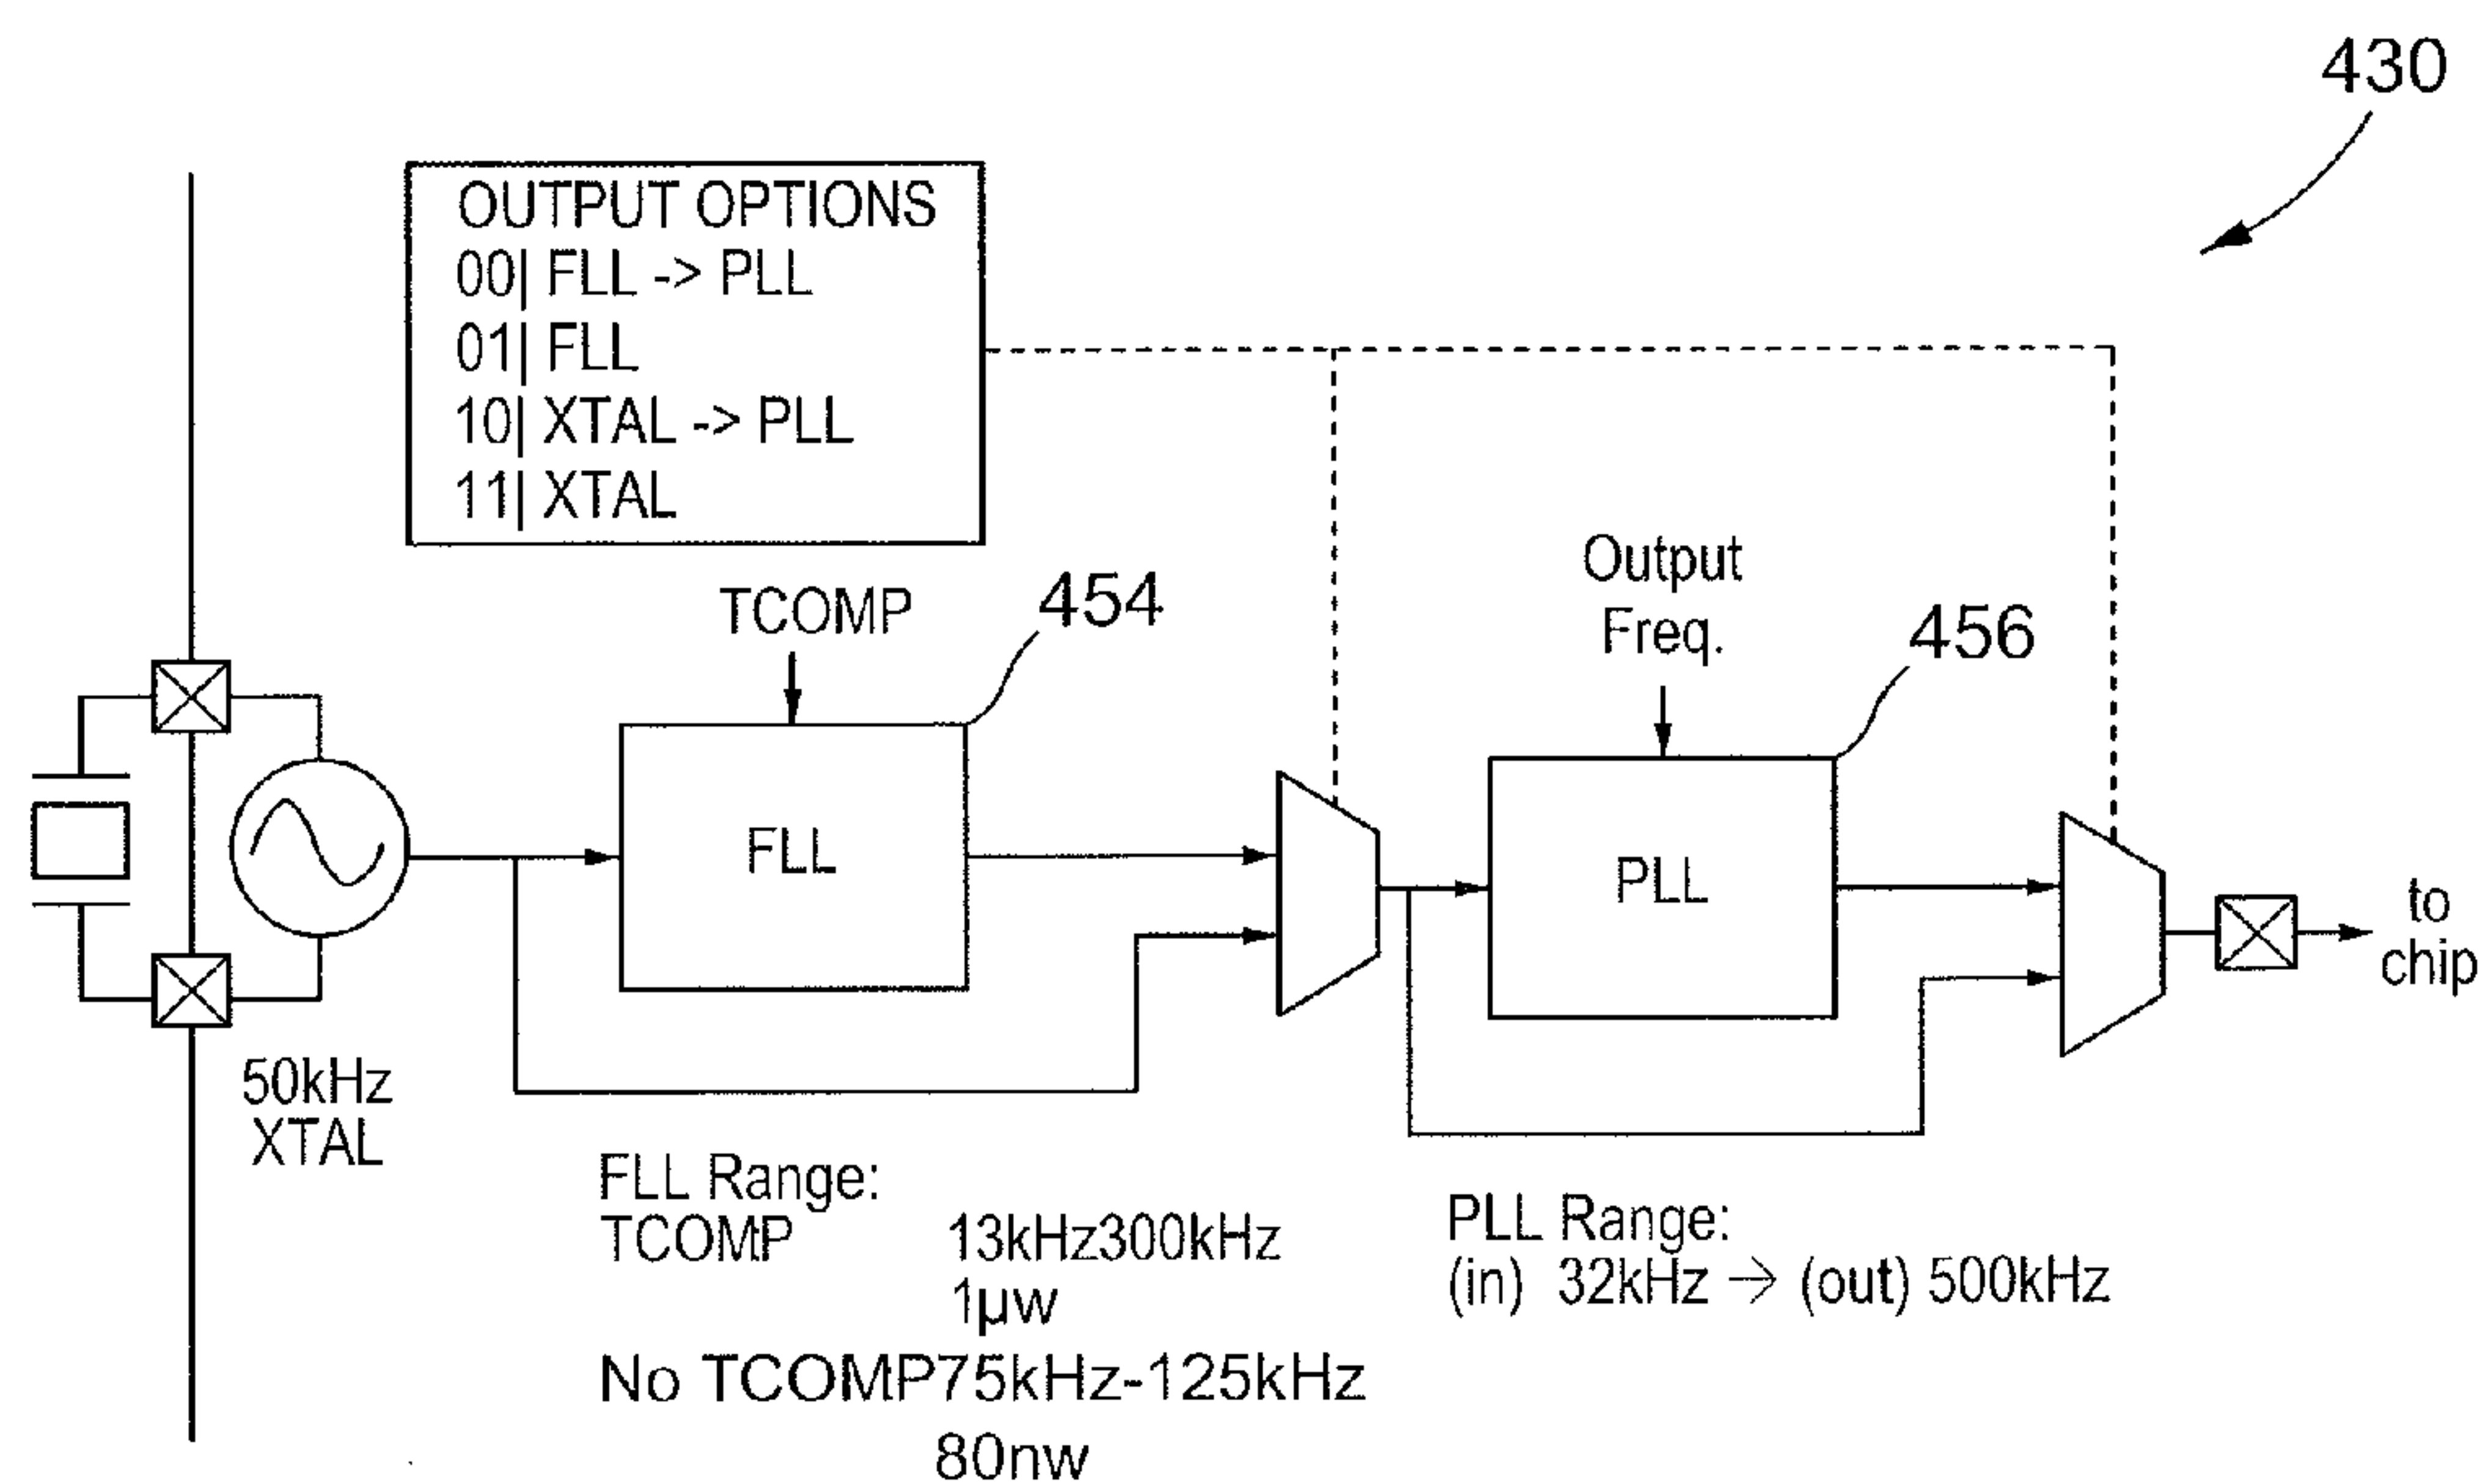 430
OUTPUT OPTIONS
00| FLL -> PLL
01| FLL
10| XTAL -> PLL
11| XTAL
TCOMP
454
Output
Freq.
456
FLL
PLL
to
chip
50kHz
XTAL
FLL Range:
TCOMP 13kHz300kHz
1µw
No TCOMP75kHz-125kHz
80nw
PLL Range:
(in) 32kHz → (out) 500kHz